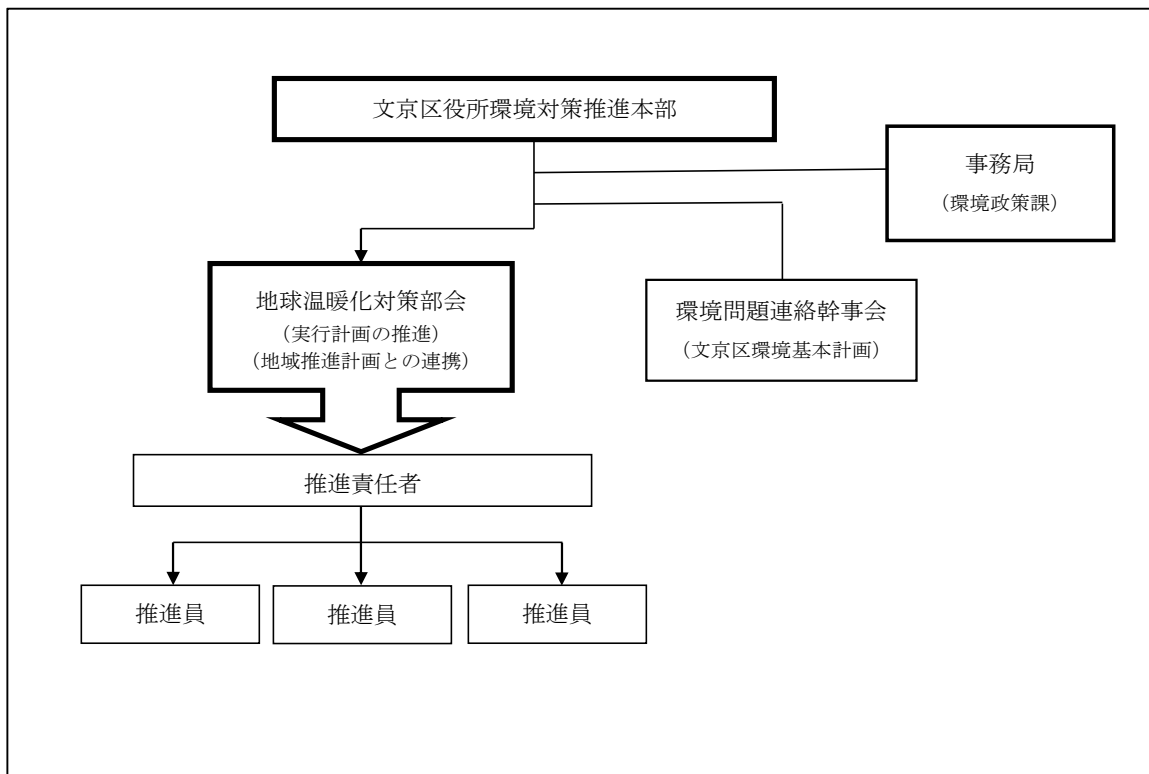 文京区役所環境対策推進本部
事務局
（環境政策課）
地球温暖化対策部会
（実行計画の推進）
（地域推進計画との連携）
環境問題連絡幹事会
（文京区環境基本計画）
推進責任者
推進員
推進員
推進員